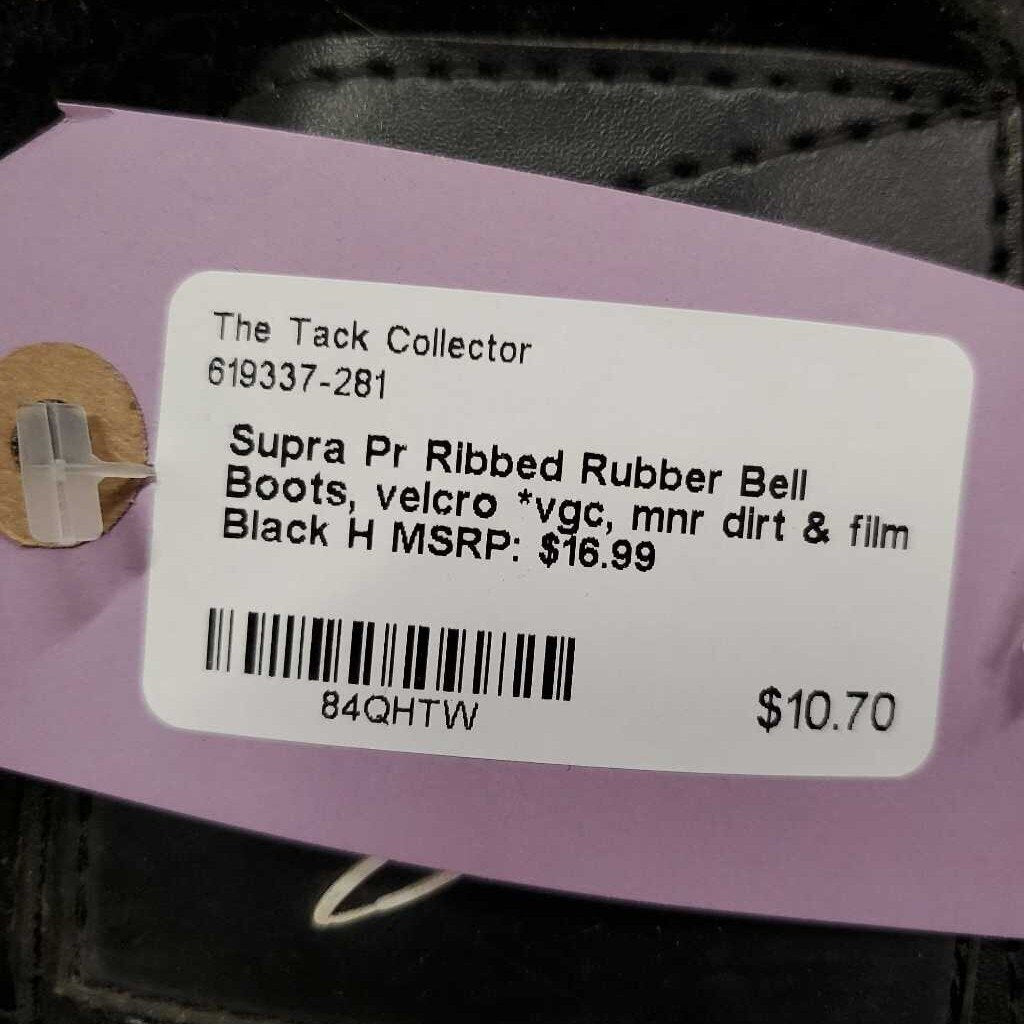 The Tack Collector
619337-281
Supra Pr Ribbed Rubber Bell
Boots, velcro *vgc, mnr dirt & film
Black H MSRP: $16.99
84QHTW
$10.70